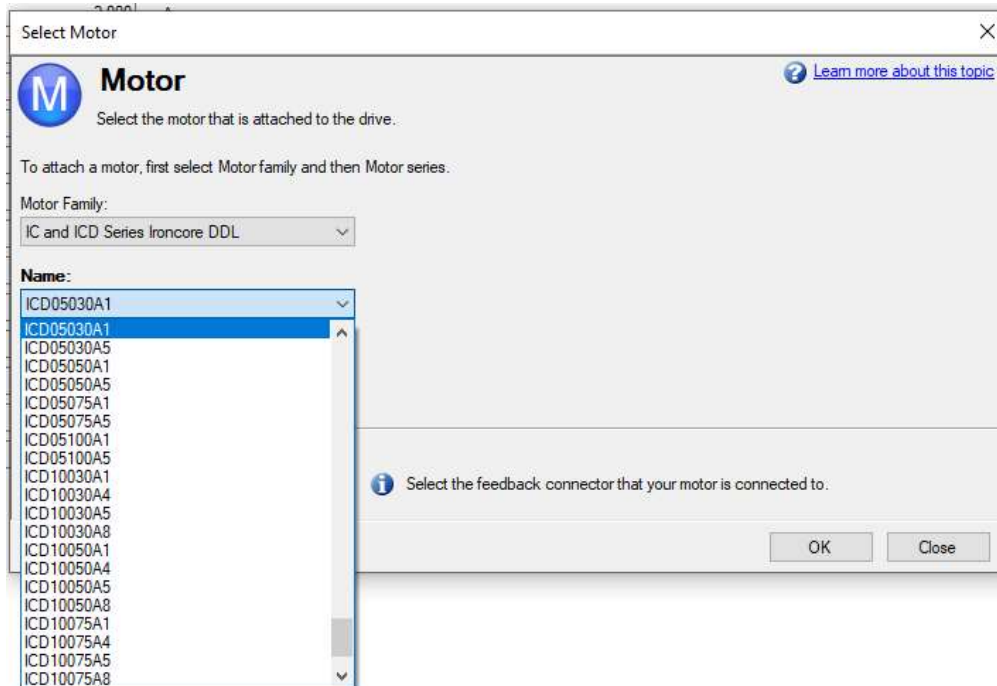 Select Motor
M
Motor
Learn more about this topic
Select the motor that is attached to the drive.
To attach a motor, first select Motor family and then Motor series.
Motor Family:
IC and ICD Series Ironcore DDL
Name:
ICD05030A1
ICD05030A1
ICD05030A5
ICD05050A1
ICD05050A5
ICD05075A1
ICD05075A5
ICD05100A1
ICD05100A5
ICD10030A1
ICD10030A4
ICD10030A5
ICD10030A8
ICD10050A1
ICD10050A4
ICD10050A5
ICD10050A8
ICD10075A1
ICD10075A4
ICD10075A5
ICD10075A8
Select the feedback connector that your motor is connected to.
OK
Close